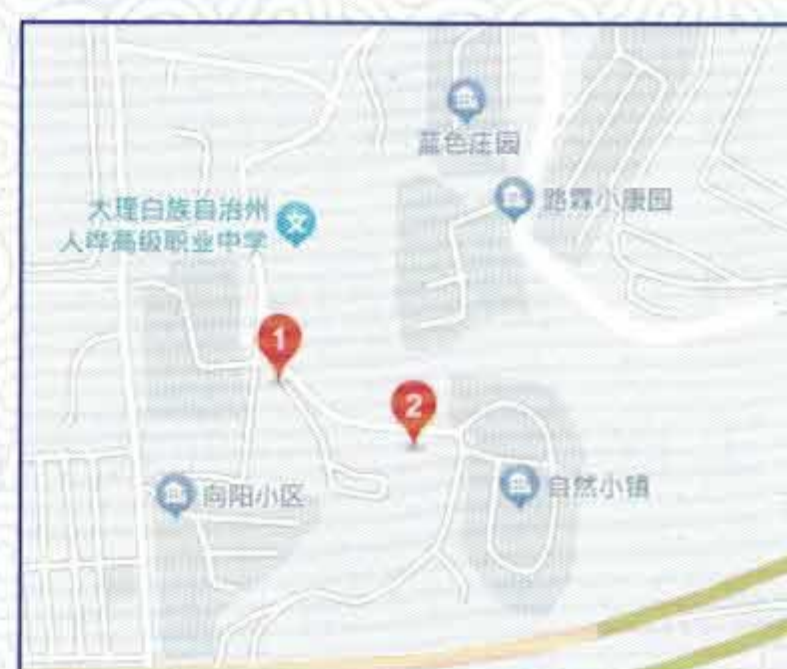 蓝色庄园
路霖小康园
大理白族自治州
人哗高级职业中学
1
2
向阳小区
自然小镇